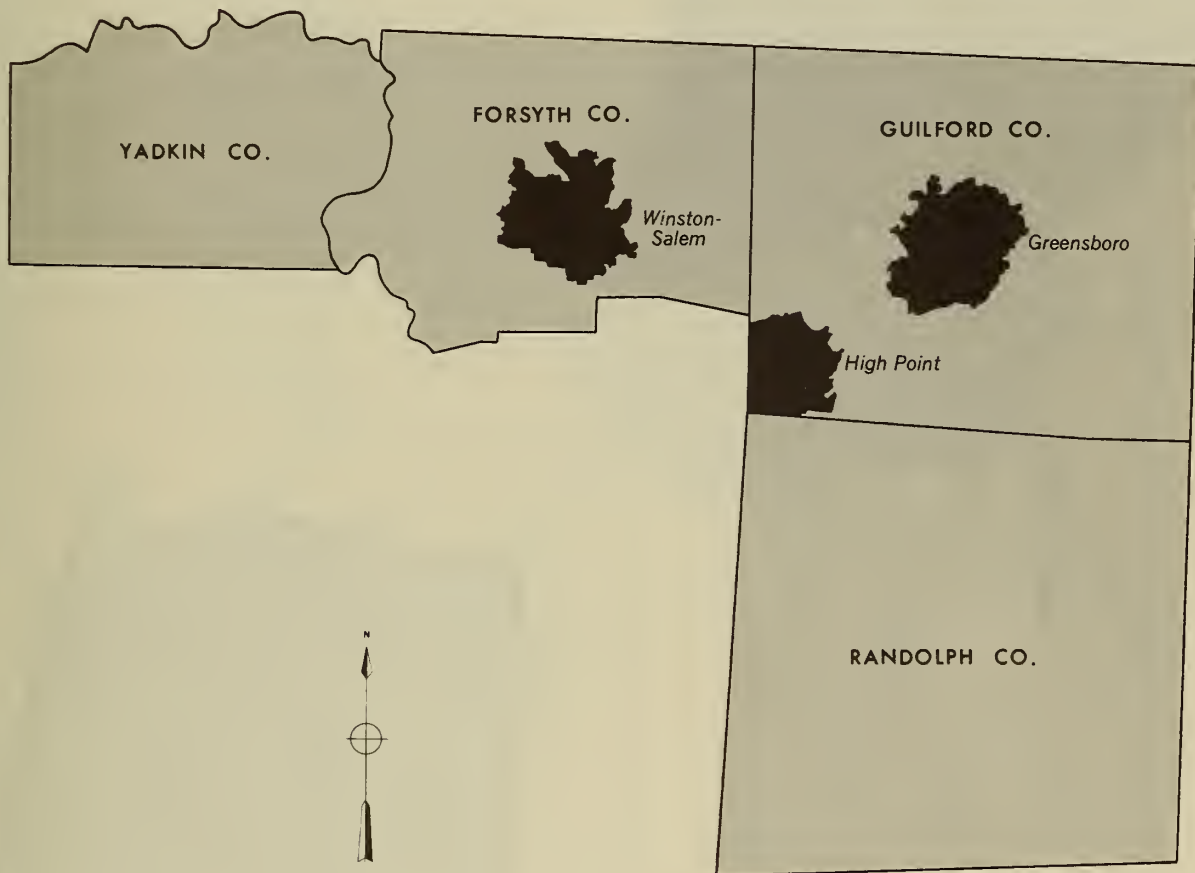 FORSYTH CO.
YADKIN CO.
GUILFORD CO.
Winston-
Salem
Greensboro
High Point
N
RANDOLPH CO.